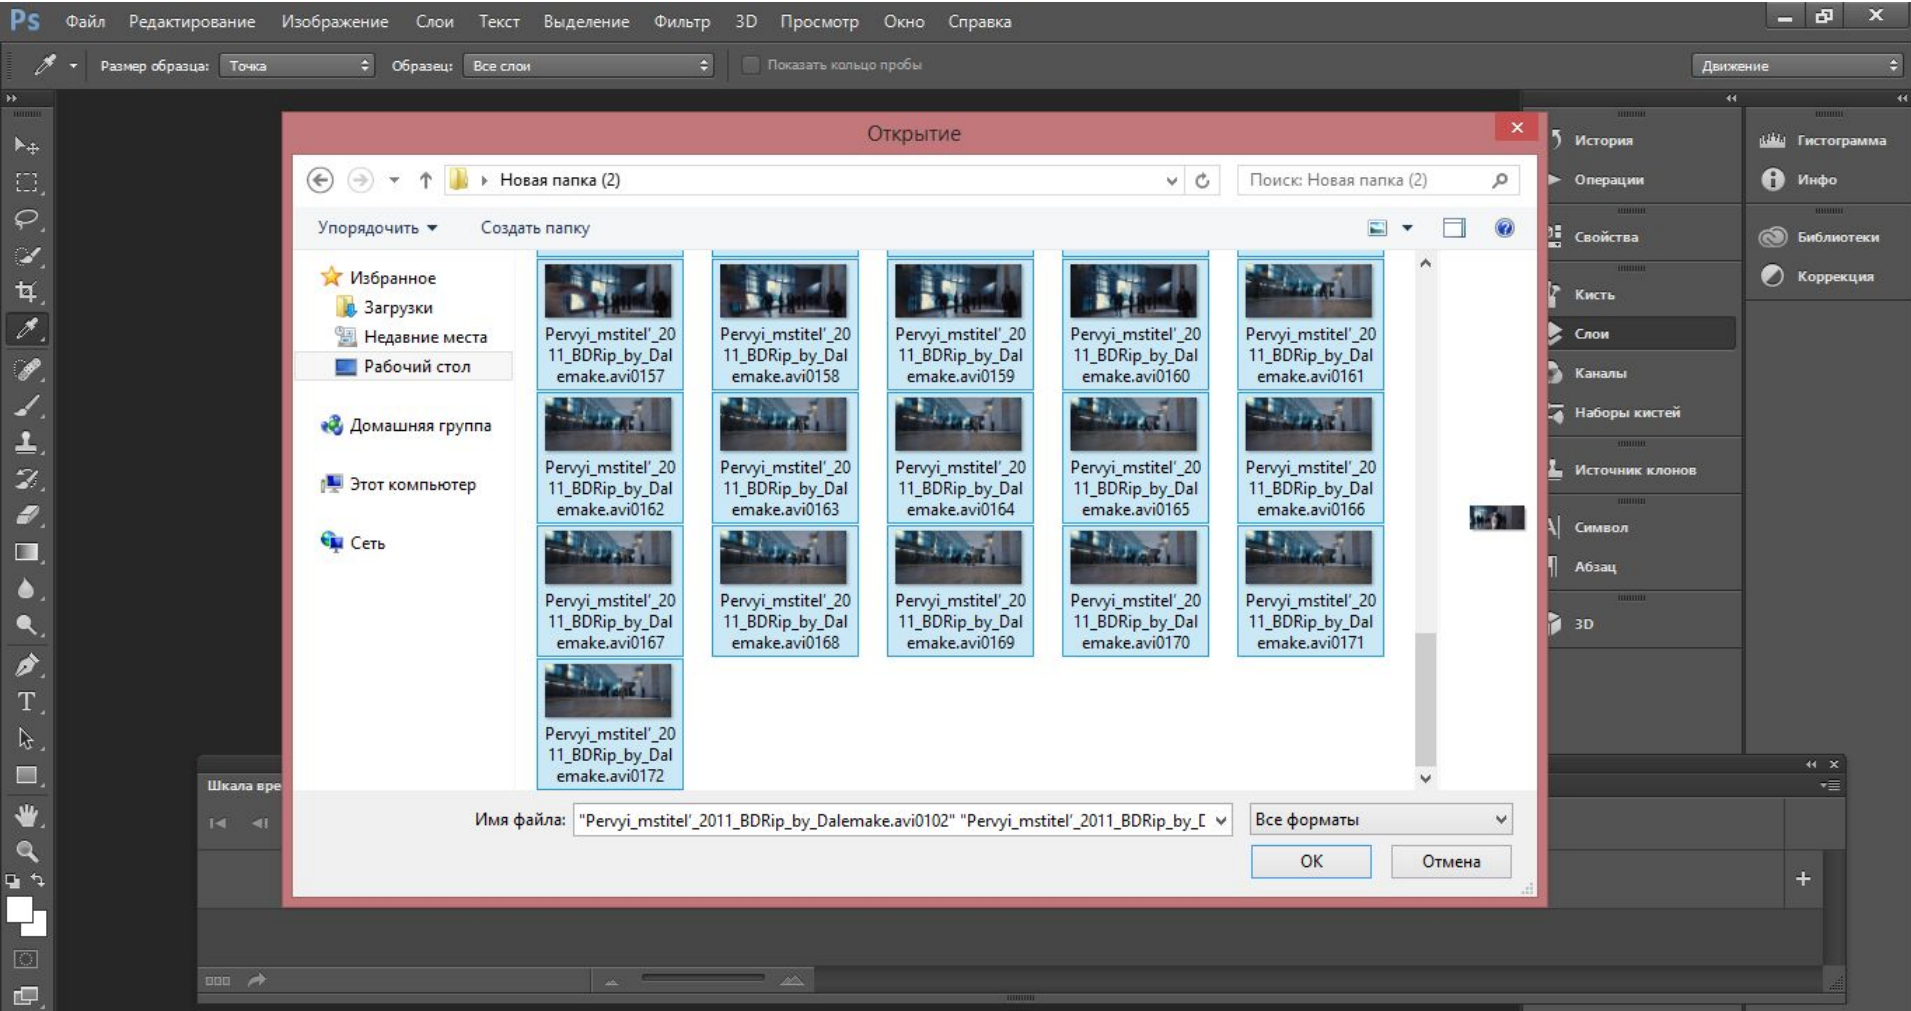 Ps Файл Редактирование Изображение Слои Текст Выделение Фильтр 3D Просмотр Окно Справка
Размер образца: Точка Образец: Все слои Показать кольцо пробы Движение
Открытие
Новая папка (2) Поиск: Новая папка (2)
Упорядочить Создать папку
Избранное
Загрузки
Недавние места
Рабочий стол
Домашняя группа
Этот компьютер
Сеть
Pervyi_mstitel'_20 Pervyi_mstitel'_20 Pervyi_mstitel'_20 Pervyi_mstitel'_20 Pervyi_mstitel'_20
11_BDRip_by_Dal 11_BDRip_by_Dal 11_BDRip_by_Dal 11_BDRip_by_Dal 11_BDRip_by_Dal
emake.avi0157 emake.avi0158 emake.avi0159 emake.avi0160 emake.avi0161
Pervyi_mstitel'_20 Pervyi_mstitel'_20 Pervyi_mstitel'_20 Pervyi_mstitel'_20 Pervyi_mstitel'_20
11_BDRip_by_Dal 11_BDRip_by_Dal 11_BDRip_by_Dal 11_BDRip_by_Dal 11_BDRip_by_Dal
emake.avi0162 emake.avi0163 emake.avi0164 emake.avi0165 emake.avi0166
Pervyi_mstitel'_20 Pervyi_mstitel'_20 Pervyi_mstitel'_20 Pervyi_mstitel'_20 Pervyi_mstitel'_20
11_BDRip_by_Dal 11_BDRip_by_Dal 11_BDRip_by_Dal 11_BDRip_by_Dal 11_BDRip_by_Dal
emake.avi0167 emake.avi0168 emake.avi0169 emake.avi0170 emake.avi0171
Pervyi_mstitel'_20
11_BDRip_by_Dal
emake.avi0172
Имя файла: "Pervyi_mstitel'_2011_BDRip_by_Dalemake.avi0102" "Pervyi_mstitel'_2011_BDRip_by_D Все форматы
OK Отмена
История
Операции
Свойства
Кисть
Слои
Каналы
Наборы кистей
Источник клонов
Символ
Абзац
3D
Гистограмма
Инфо
Библиотеки
Коррекция
Шкала вре